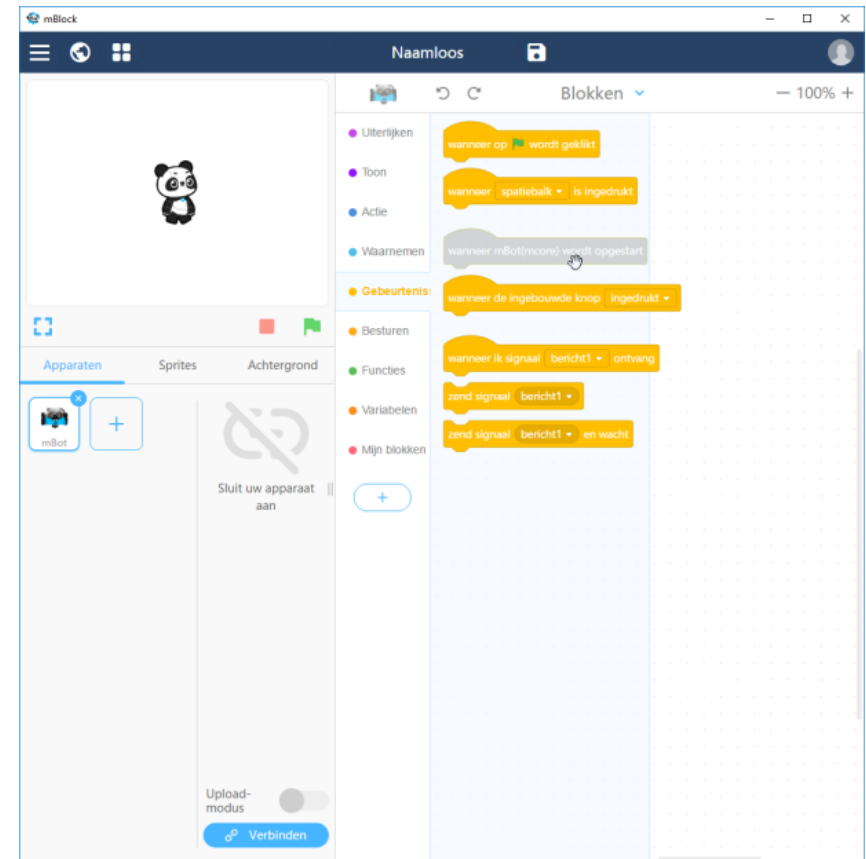 mBlock
Naamloos
Blokken
100%
Uiterlijken
Toon
Actie
Waarnemen
Gebeurtenis
Besturen
Functies
Variabelen
Mijn blokken
+
wanneer op wordt geklikt
wanneer spatiebalk is ingedrukt
wanneer mBot(mcore) wordt opgestart
wanneer de ingebouwde knop ingedrukt
wanneer ik signaal bericht1 ontvang
zend signaal bericht1
zend signaal bericht1 en wacht
Apparaten Sprites Achtergrond
mBot
+
Sluit uw apparaat
aan
Upload-
modus
Verbinden